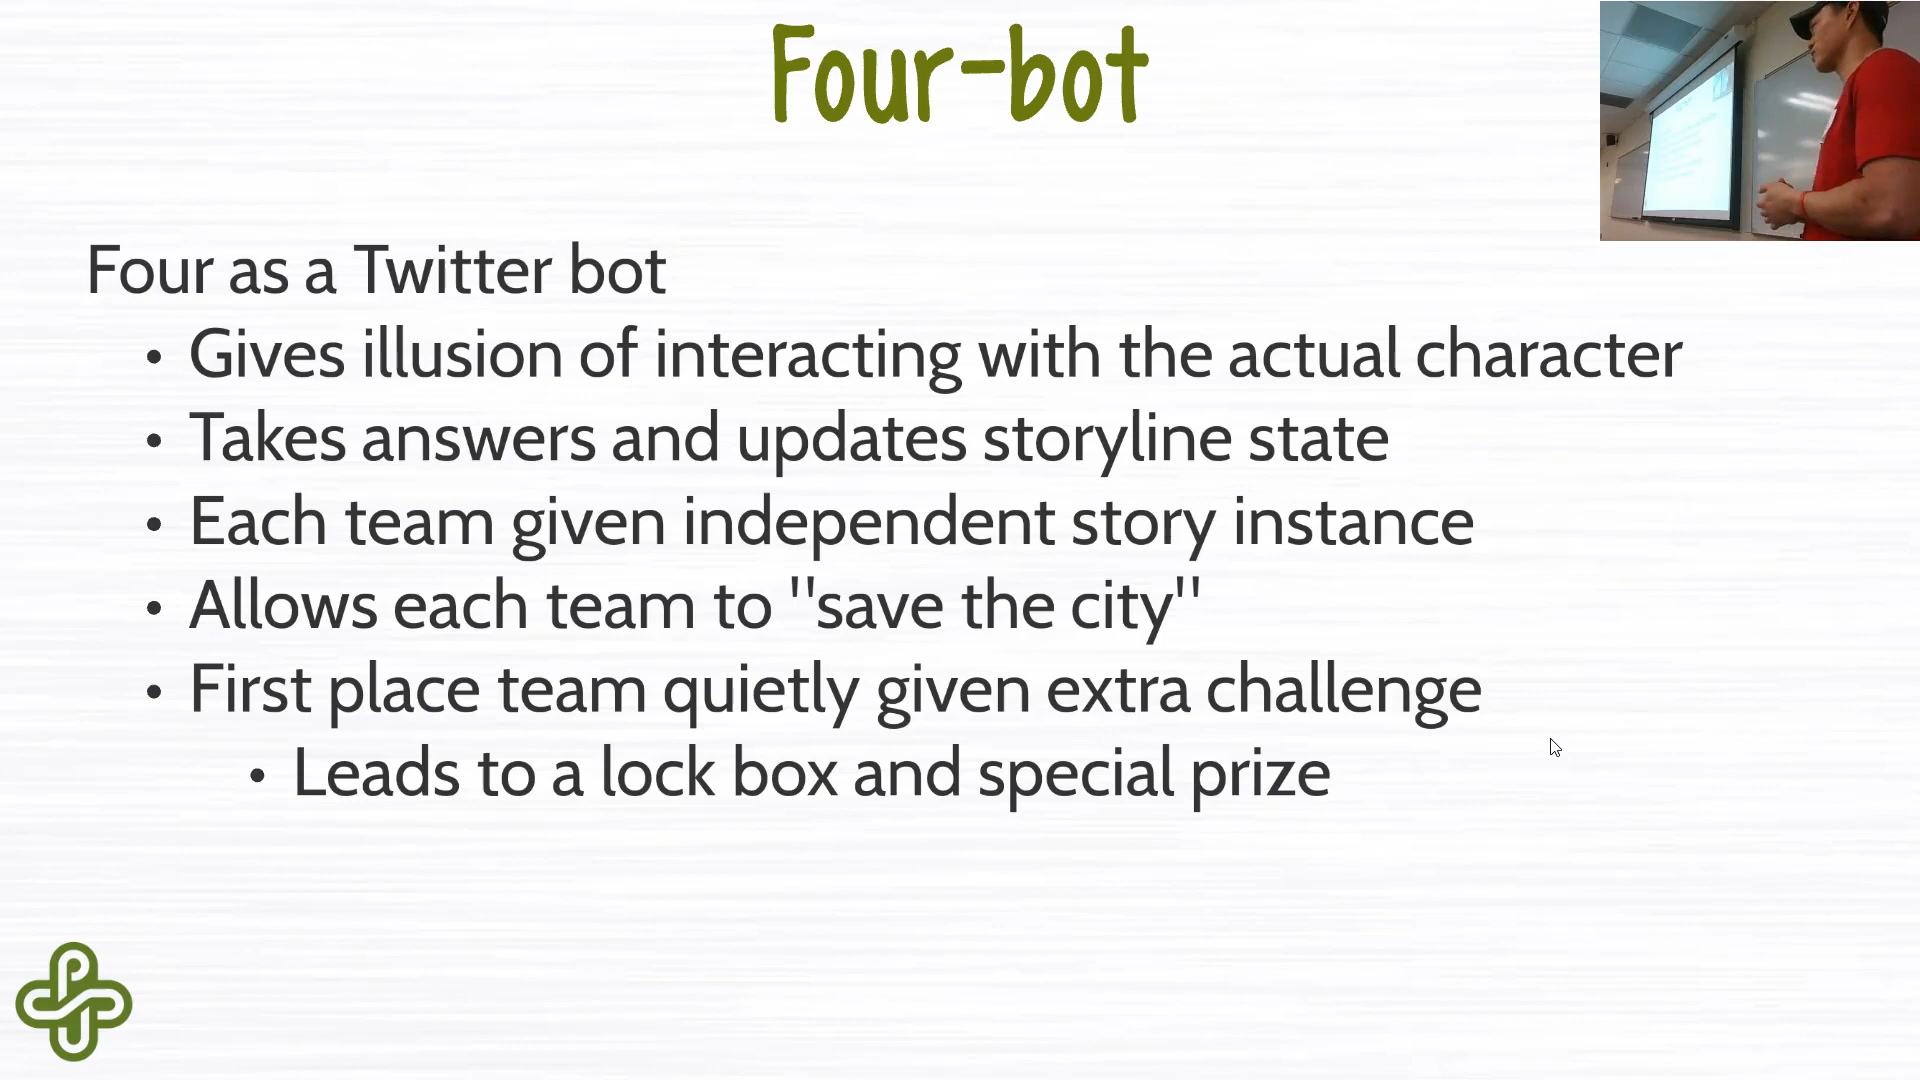 Four-bot
Four as a Twitter bot
• Gives illusion of interacting with the actual character
• Takes answers and updates storyline state
• Each team given independent story instance
• Allows each team to "save the city"
• First place team quietly given extra challenge
• Leads to a lock box and special prize